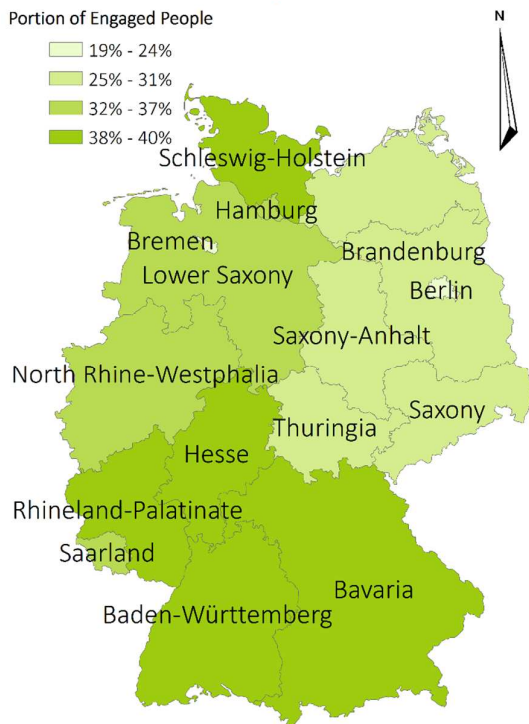 Portion of Engaged People
19% - 24%
25% - 31%
32% - 37%
38% - 40%
N
Schleswig-Holstein
Hamburg
Bremen
Brandenburg
Lower Saxony
Berlin
Saxony-Anhalt
North Rhine-Westphalia
Saxony
Thuringia
Hesse
Rhineland-Palatinate
Saarland
Bavaria
Baden-Württemberg